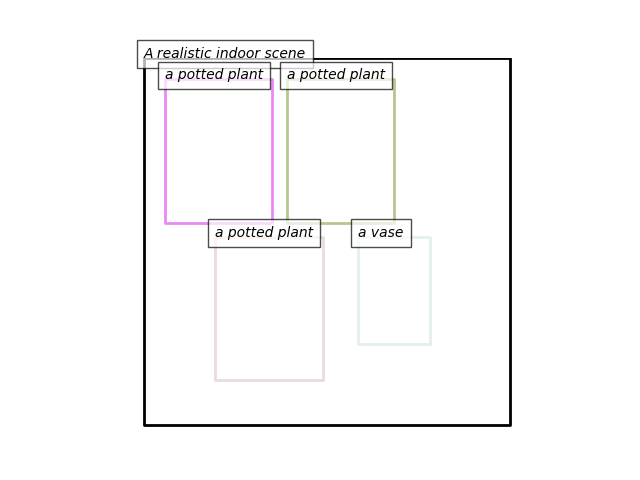 A realistic indoor scene
a potted plant
a potted plant
a potted plant
a vase